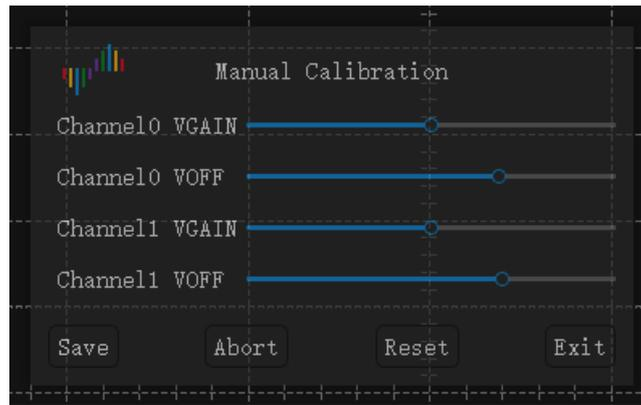 Manual Calibration
Channel0 VGAIN
Channel0 VOFF
Channel1 VGAIN
Channel1 VOFF
Save Abort Reset Exit